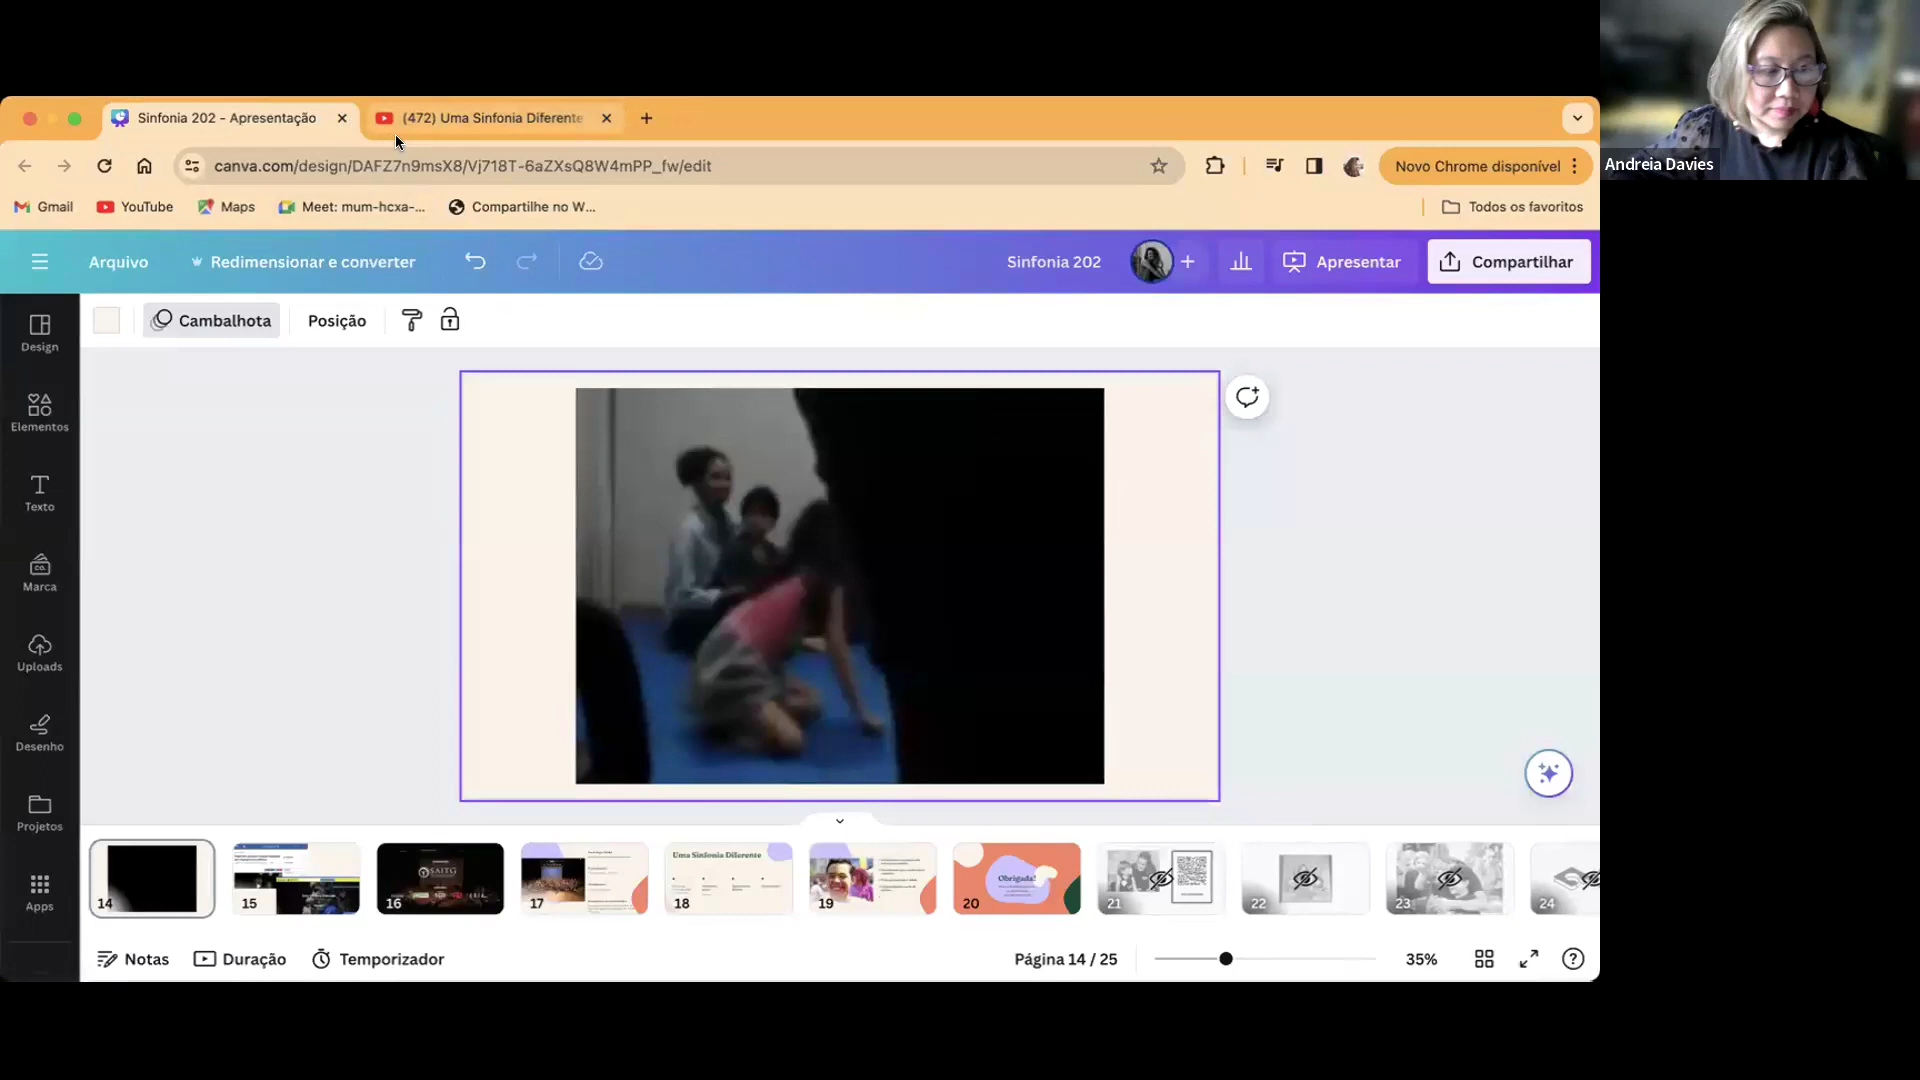 Sinfonia 202 - Apresentação
(472) Uma Sinfonia Diferente
canva.com/design/DAFZ7n9msX8/Vj718T-6aZXsQ8W4mPP_fw/edit
Novo Chrome disponível
Andreia Davies
Gmail
YouTube
Maps
Meet: mum-hcxa-...
Compartilhe no W...
Todos os favoritos
Arquivo
Redimensionar e converter
Sinfonia 202
Apresentar
Compartilhar
Cambalhota
Posição
Design
Elementos
Texto
Marca
Uploads
Desenho
Projetos
Apps
14
15
SAITG
16
17
Uma Sinfonia Diferente
18
19
Obrigada!
20
21
22
23
24
Notas
Duração
Temporizador
Página 14 / 25
35%